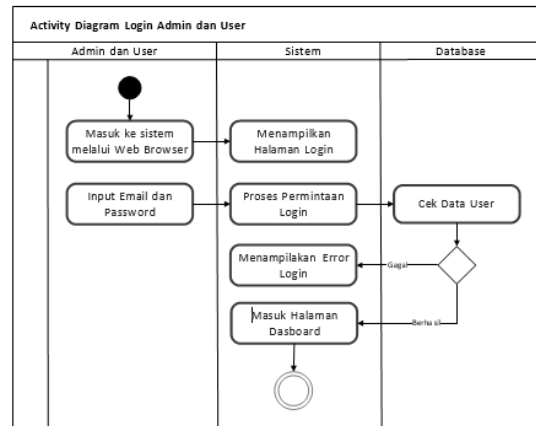 Activity Diagram Login Admin dan User
Admin dan User
Sistem
Database
Masuk ke sistem
melalui Web Browser
Menampilkan
Halaman Login
Input Email dan
Password
Proses Permintaan
Login
Cek Data User
Menampilakan Error
Login
Gagal
Masuk Halaman
Dasboard
Berhasil